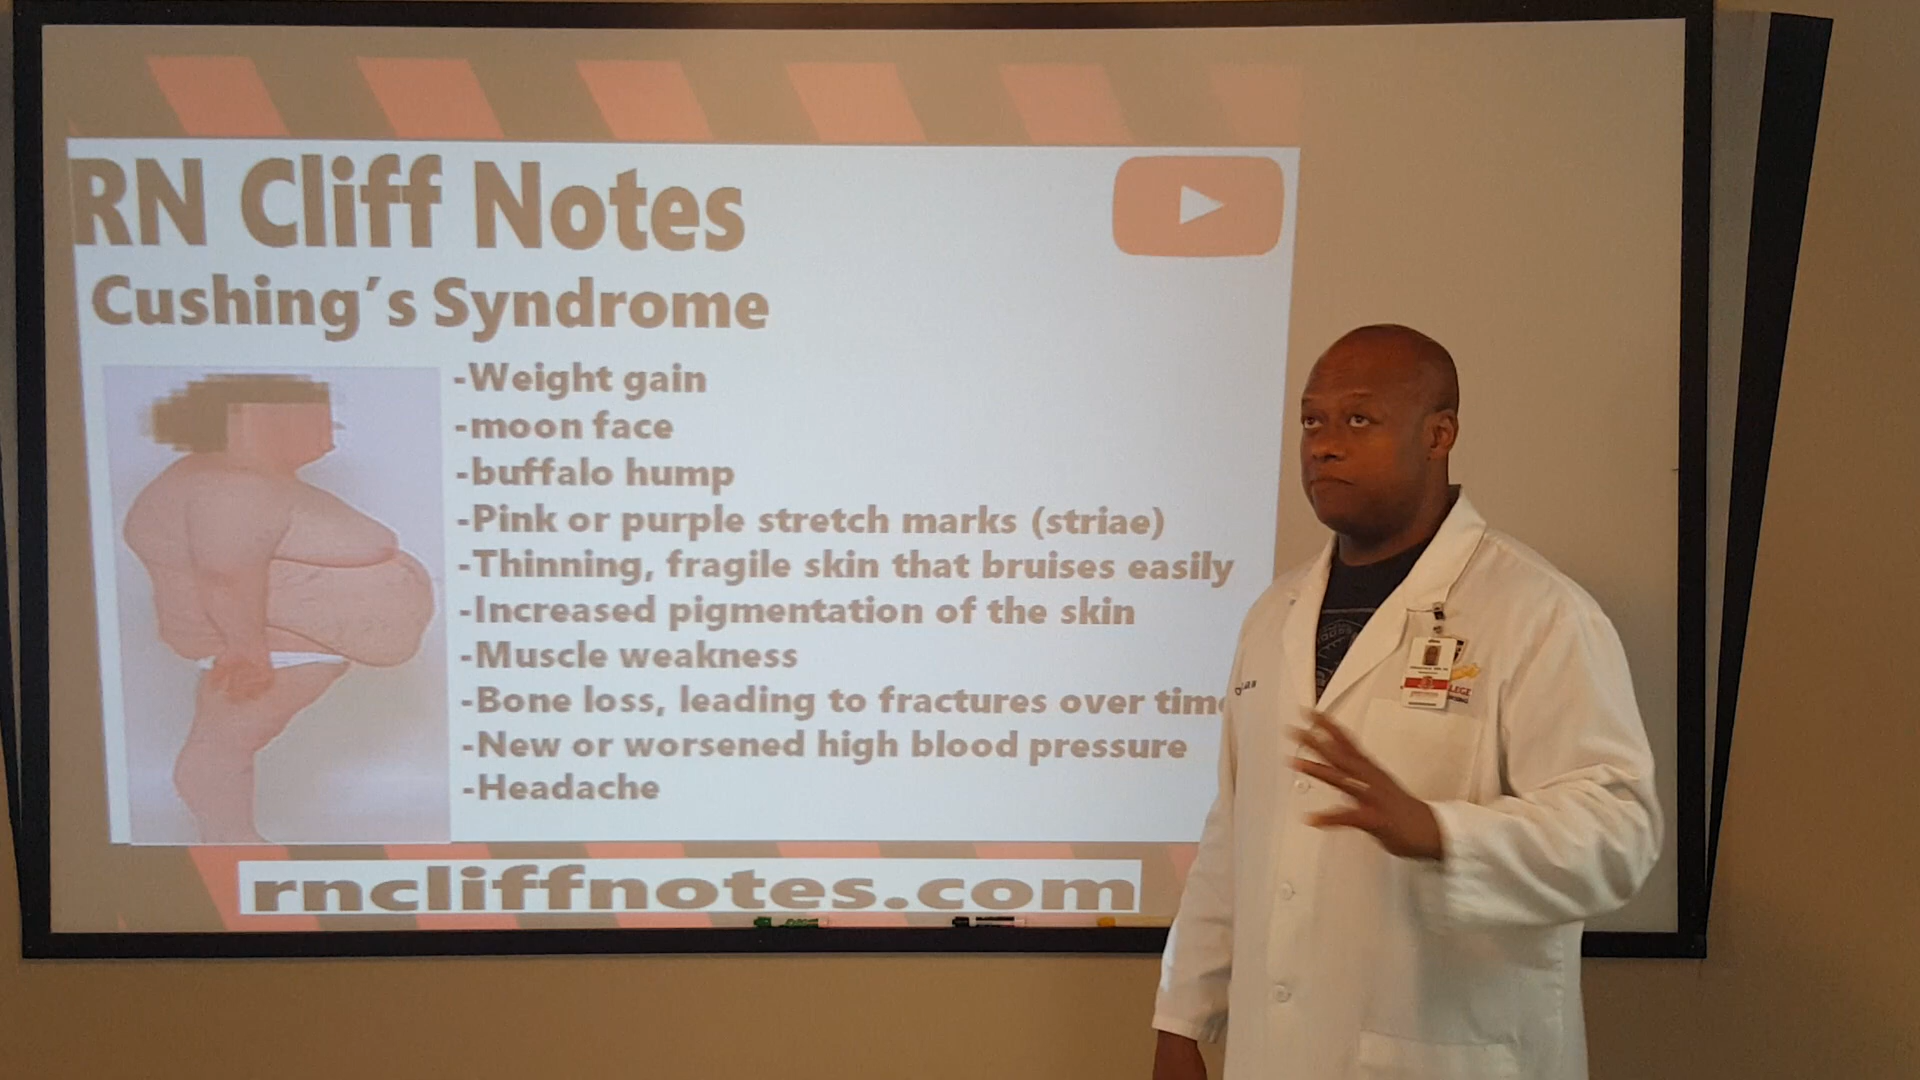 RN Cliff Notes
Cushing´s Syndrome
-Weight gain
-moon face
-buffalo hump
-Pink or purple stretch marks (striae)
-Thinning, fragile skin that bruises easily
-Increased pigmentation of the skin
-Muscle weakness
-Bone loss, leading to fractures over time
-New or worsened high blood pressure
-Headache
rncliffnotes.com